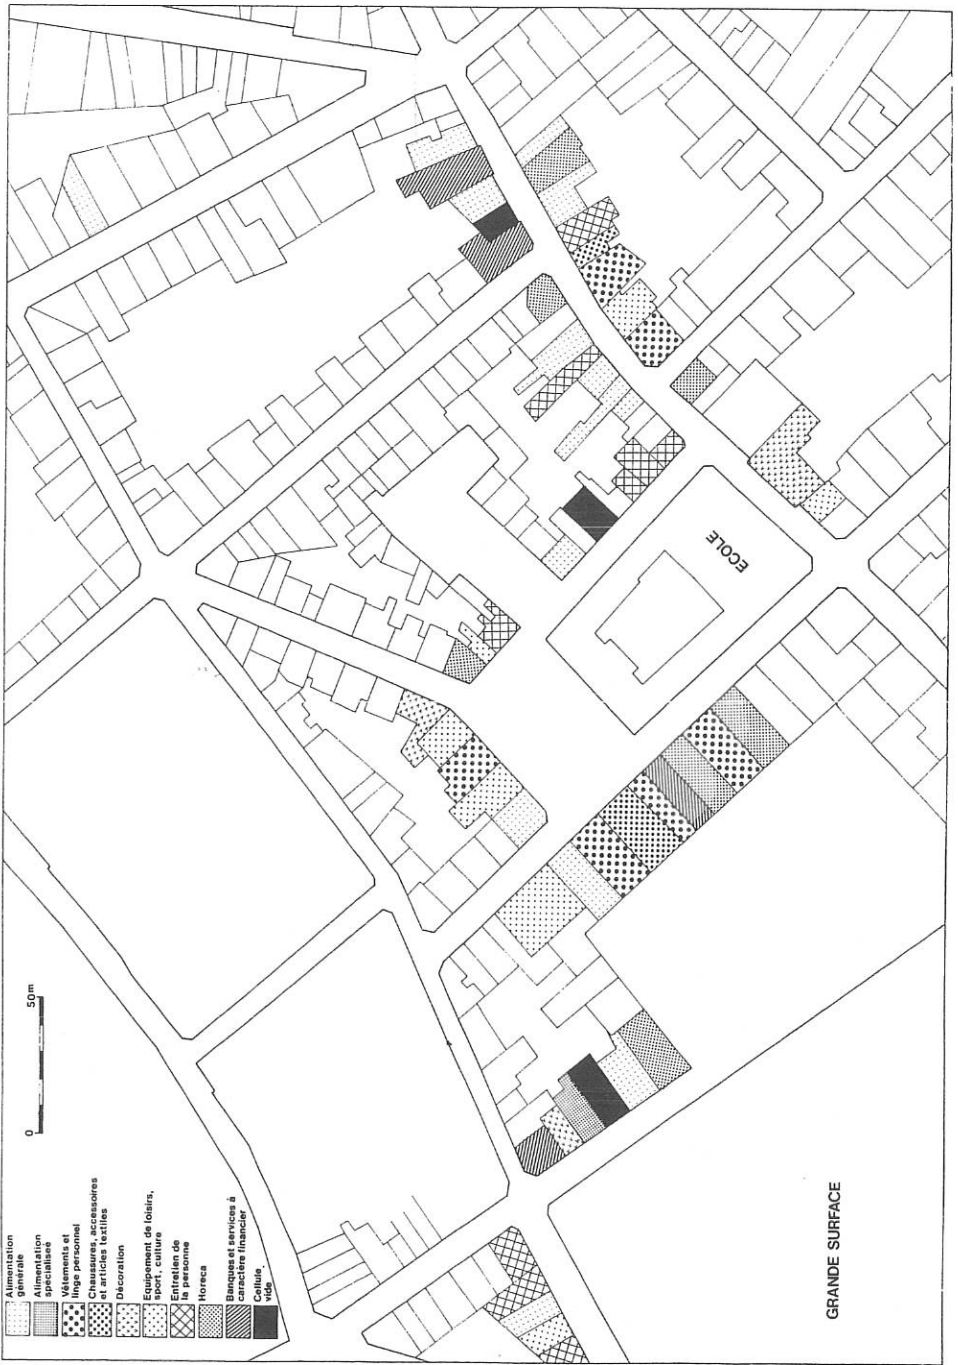 Alimentation
générale
Alimentation
spécialiseé
Vêtements et
linge personnel
Chaussures, accessoires
et articles textiles
Décoration
Equipement de loisirs,
sport, culture
Entretien de
la personne
Horeca
Banques et services à
caractère financier
Cellule
vide
0 50m
ECOLE
GRANDE SURFACE